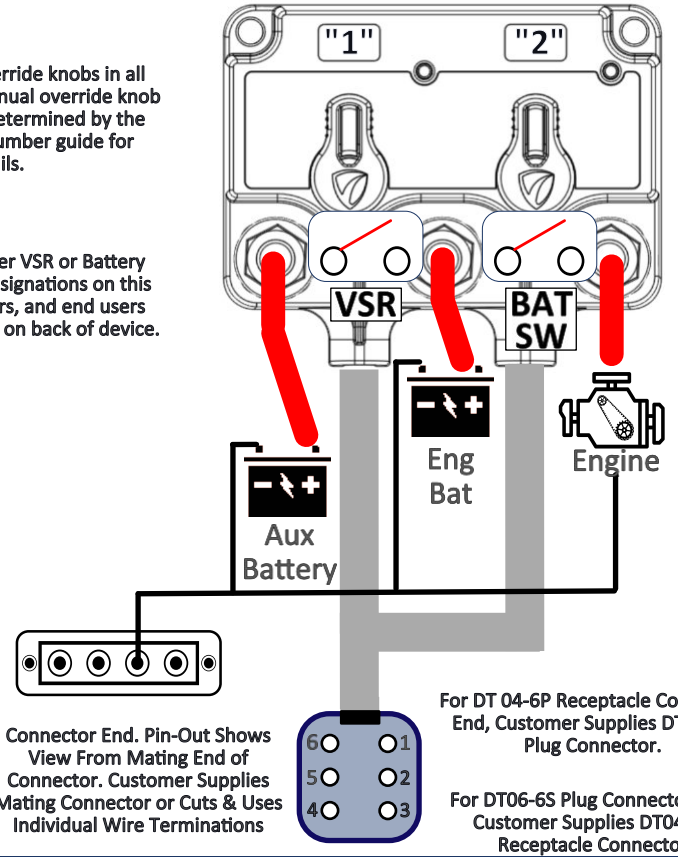 "1" "2"
erride knobs in all
nual override knob
etermined by the
umber guide for
ils.
er VSR or Battery
signations on this
rs, and end users
on back of device.
VSR
BAT
SW
Eng
Bat
Engine
Aux
Battery
For DT 04-6P Receptacle Co
End, Customer Supplies DT
Plug Connector.
Connector End. Pin-Out Shows
View From Mating End of
Connector. Customer Supplies
Mating Connector or Cuts & Uses
Individual Wire Terminations
6 1
5 2
4 3
For DT06-6S Plug Connecto
Customer Supplies DT04
Receptacle Connecto